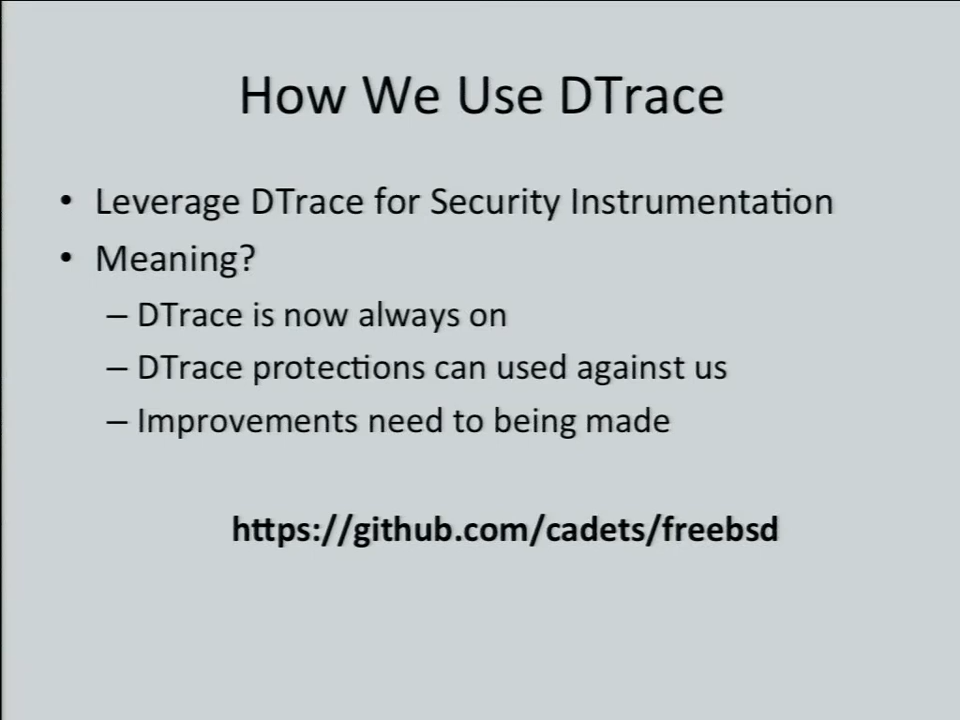 How We Use DTrace
• Leverage DTrace for Security Instrumentation
• Meaning?
– DTrace is now always on
– DTrace protections can used against us
– Improvements need to being made
https://github.com/cadets/freebsd